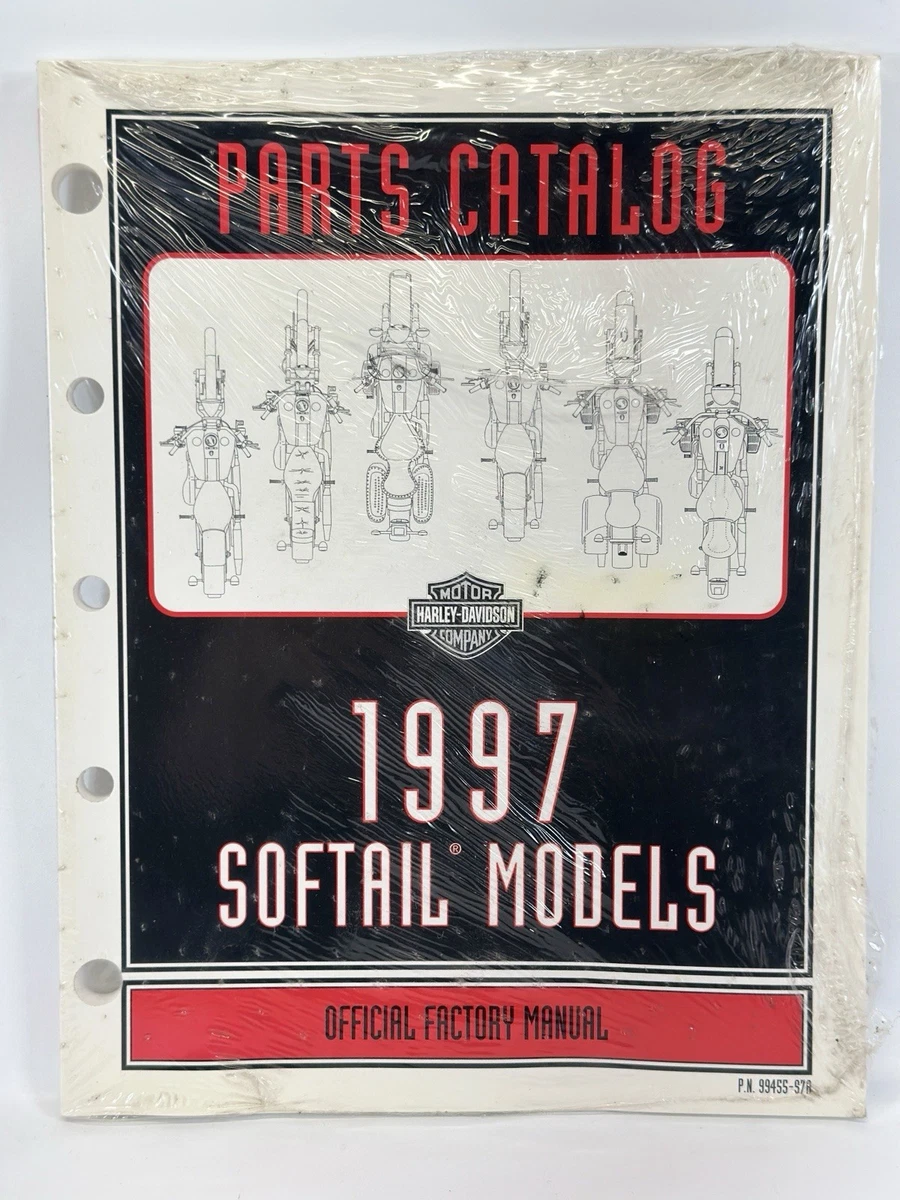 PARTS CATALOG
MOTOR
HARLEY-DAVIDSON
COMPANY
1997
SOFTAIL® MODELS
OFFICIAL FACTORY MANUAL
P.N. 99455-97A